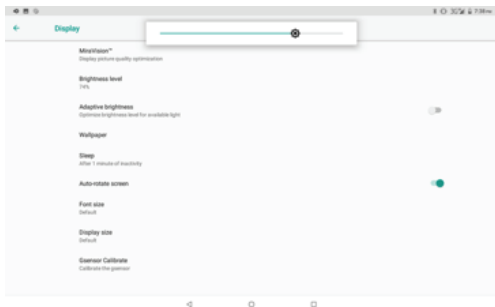 7:38
Display
MiraVision™
Display picture quality optimization
Brightness level
74%
Adaptive brightness
Optimize brightness level for available light
Wallpaper
Sleep
After 1 minute of inactivity
Auto-rotate screen
Font size
Default
Display size
Default
Gsensor Calibrate
Calibrate the gsensor